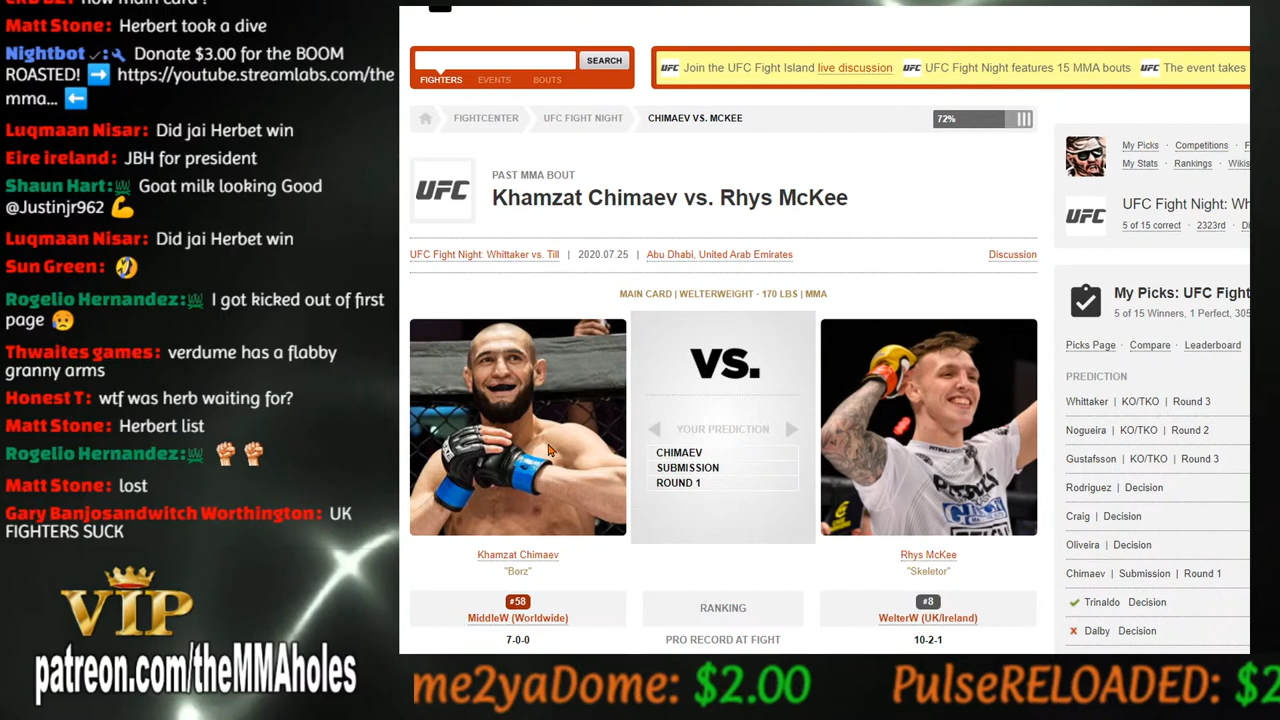 Matt Stone: Herbert took a dive
Nightbot: Donate $3.00 for the BOOM
ROASTED! ➡️ https://youtube.streamlabs.com/the
mma... ⬅️
Luqmaan Nisar: Did jai Herbet win
Eire ireland: JBH for president
Shaun Hart: Goat milk looking Good
@Justinjr962 💪
Luqmaan Nisar: Did jai Herbet win
Sun Green: 🤣
Rogelio Hernandez: I got kicked out of first
page 😥
Thwaites games: verdume has a flabby
granny arms
Honest T: wtf was herb waiting for?
Matt Stone: Herbert list
Rogelio Hernandez: ✊🏼 ✊🏼
Matt Stone: lost
Gary Banjosandwitch Worthington: UK
FIGHTERS SUCK
VIP
patreon.com/theMMAholes
SEARCH
FIGHTERS EVENTS BOUTS
UFC Join the UFC Fight Island live discussion UFC UFC Fight Night features 15 MMA bouts UFC The event takes
FIGHTCENTER UFC FIGHT NIGHT CHIMAEV VS. MCKEE 72%
UFC
PAST MMA BOUT
Khamzat Chimaev vs. Rhys McKee
UFC Fight Night: Whittaker vs. Till | 2020.07.25 | Abu Dhabi, United Arab Emirates Discussion
MAIN CARD | WELTERWEIGHT · 170 LBS | MMA
VS.
YOUR PREDICTION
CHIMAEV
SUBMISSION
ROUND 1
Khamzat Chimaev
"Borz"
Rhys McKee
"Skeletor"
#58
MiddleW (Worldwide)
RANKING
#8
WelterW (UK/Ireland)
7-0-0 PRO RECORD AT FIGHT 10-2-1
My Picks · Competitions ·
My Stats · Rankings ·
UFC
UFC Fight Night: Wh
5 of 15 correct · 2323rd ·
My Picks: UFC Fight
5 of 15 Winners, 1 Perfect, 305
Picks Page · Compare · Leaderboard
PREDICTION
Whittaker | KO/TKO | Round 3
Nogueira | KO/TKO | Round 2
Gustafsson | KO/TKO | Round 3
Rodriguez | Decision
Craig | Decision
Oliveira | Decision
Chimaev | Submission | Round 1
Trinaldo Decision
Dalby Decision
me2yaDome: $2.00 PulseRELOADED: $2